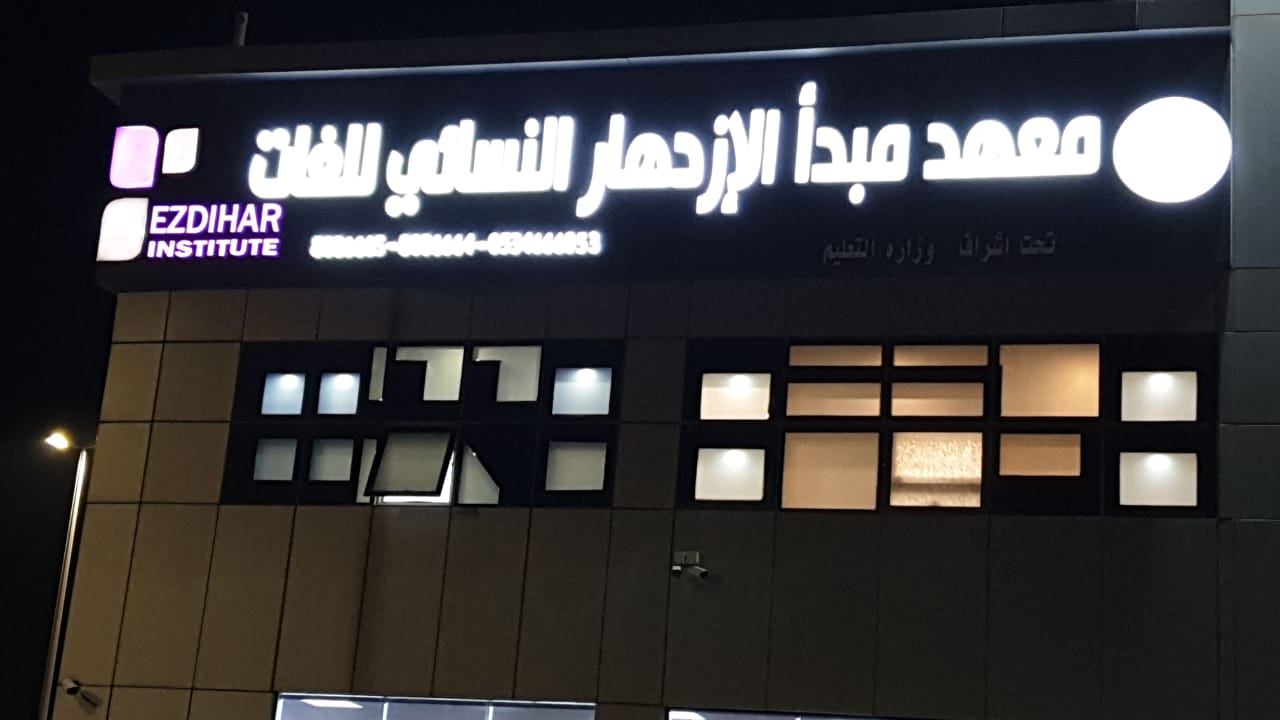 معهد مبدأ الإزدهار النسائي للغات
تحت اشراف وزاره التعليم
EZDIHAR
INSTITUTE